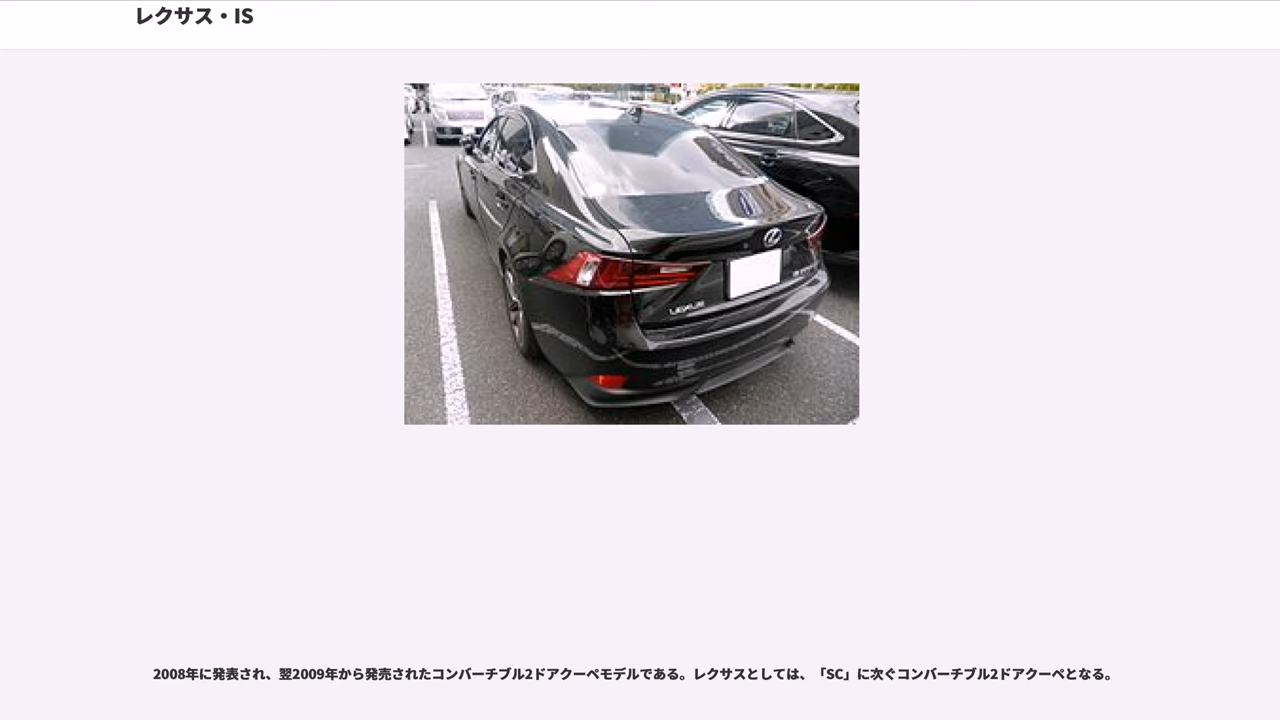 レクサス・IS
LEXUS
2008年に発表され、翌2009年から発売されたコンバーチブル2ドアクーペモデルである。レクサスとしては、「SC」に次ぐコンバーチブル2ドアクーペとなる。